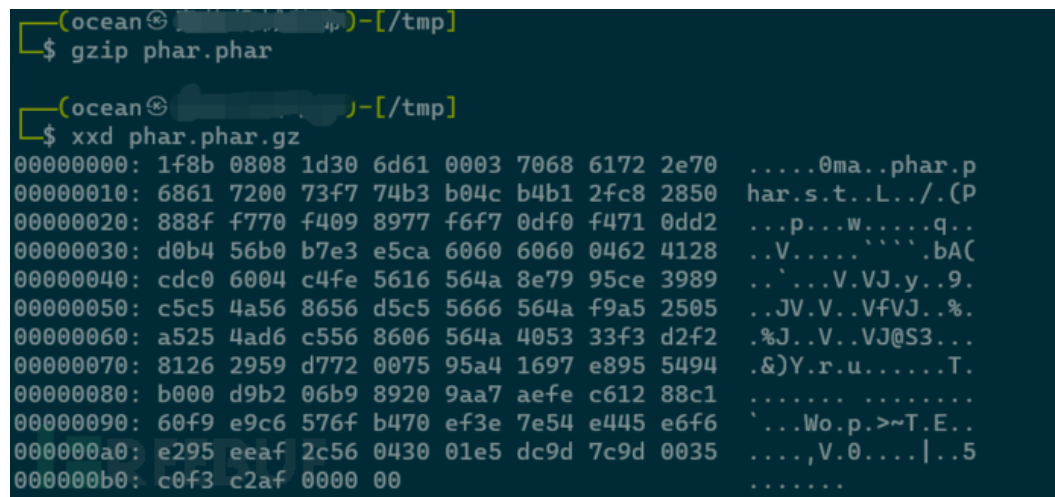 (ocean㉿ )-[/tmp]
$ gzip phar.phar
(ocean㉿ )-[/tmp]
$ xxd phar.phar.gz
00000000: 1f8b 0808 1d30 6d61 0003 7068 6172 2e70 .....0ma..phar.p
00000010: 6861 7200 73f7 74b3 b04c b4b1 2fc8 2850 har.s.t..L../.(P
00000020: 888f f770 f409 8977 f6f7 0df0 f471 0dd2 ...p...w.....q..
00000030: d0b4 56b0 b7e3 e5ca 6060 6060 0462 4128 ..V.....````.bA(
00000040: cdc0 6004 c4fe 5616 564a 8e79 95ce 3989 ..`...V.VJ.y..9.
00000050: c5c5 4a56 8656 d5c5 5666 564a f9a5 2505 ..JV.V..VfVJ..%.
00000060: a525 4ad6 c556 8606 564a 4053 33f3 d2f2 .%J..V..VJ@S3...
00000070: 8126 2959 d772 0075 95a4 1697 e895 5494 .&)Y.r.u......T.
00000080: b000 d9b2 06b9 8920 9aa7 aefe c612 88c1 ....... ........
00000090: 60f9 e9c6 576f b470 ef3e 7e54 e445 e6f6 `...Wo.p.>~T.E..
000000a0: e295 eeaf 2c56 0430 01e5 dc9d 7c9d 0035 ....,V.0....|..5
000000b0: c0f3 c2af 0000 00 .......
REEBUF